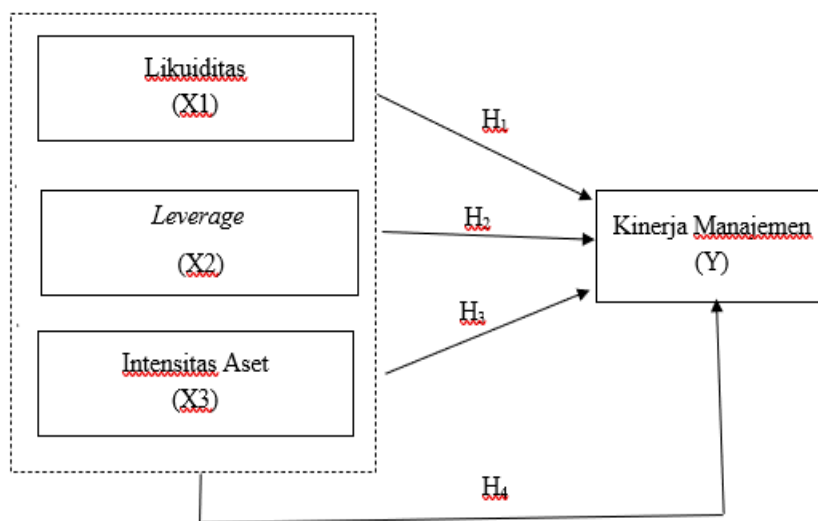 Likuiditas
(X1)
H₁
Leverage
(X2)
H₂
Kinerja Manajemen
(Y)
H₃
Intensitas Aset
(X3)
H₄